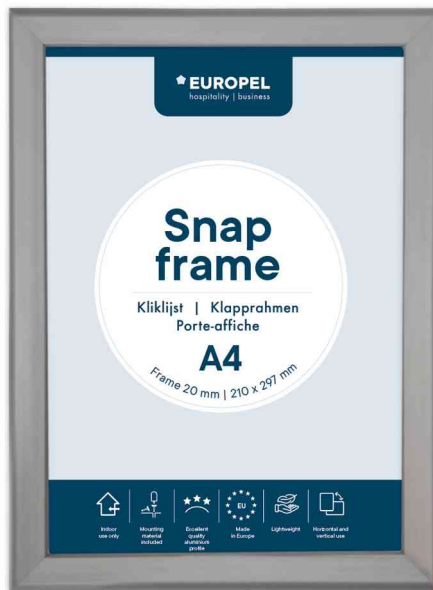 EUROPEL
hospitality | business
Snap
frame
Kliklijst | Klapprahmen
Porte-affiche
A4
Frame 20 mm | 210 x 297 mm
EU
Indoor
use only
Mounting
material
included
Excellent
quality
aluminium
profile
Made
in Europe
Lightweight
Horizontal and
vertical use